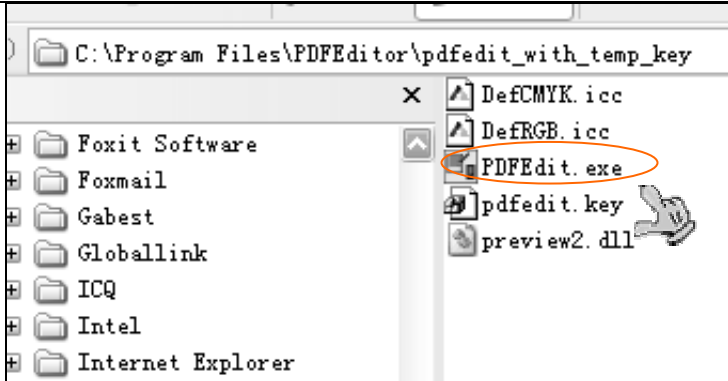 C:\Program Files\PDFEditor\pdfedit_with_temp_key
DefCMYK.icc
DefRGB.icc
PDFEdit.exe
pdfedit.key
preview2.dll
Foxit Software
Foxmail
Gabest
Globallink
ICQ
Intel
Internet Explorer